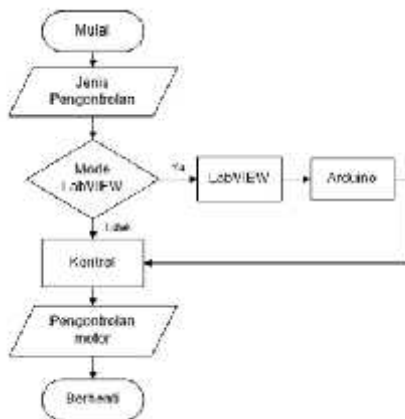 Mulai
Jenis
Pengontrolan
Mode
LabVIEW
Ya
LabVIEW
Arduino
Tidak
Kontrol
Pengontrolan
motor
Berhenti